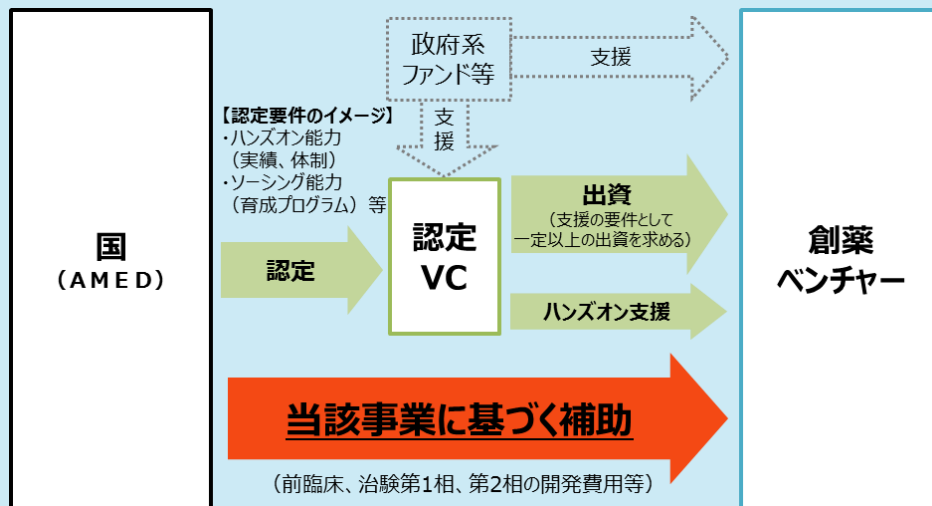 政府系
ファンド等
支援
支
援
【認定要件のイメージ】
・ハンズオン能力
（実績、体制）
・ソーシング能力
（育成プログラム）等
国
（AMED）
認定
認定
VC
出資
（支援の要件として
一定以上の出資を求める）
ハンズオン支援
創薬
ベンチャー
当該事業に基づく補助
（前臨床、治験第1相、第2相の開発費用等）